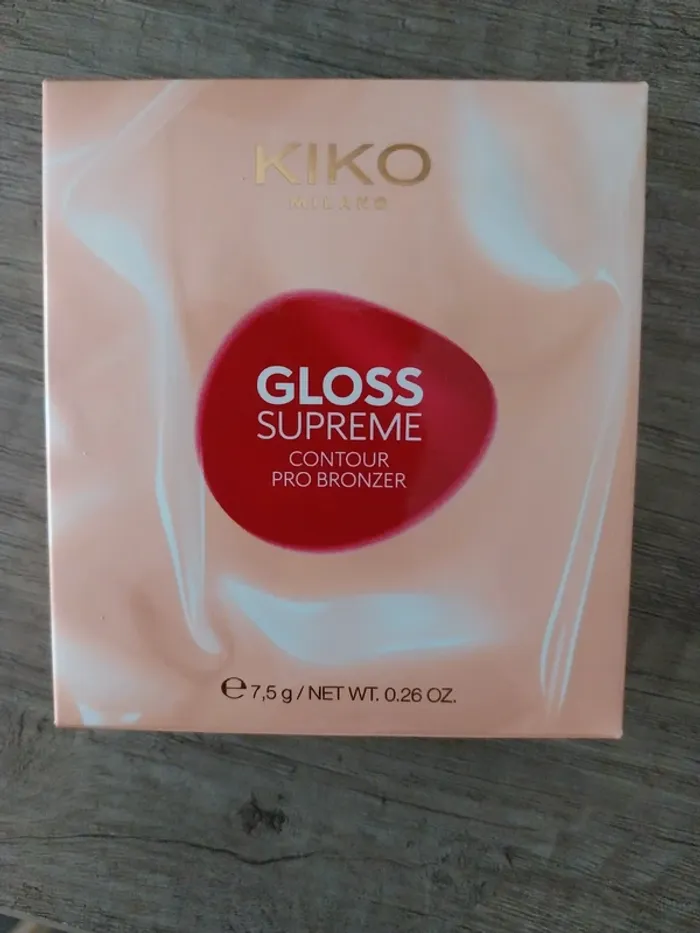 KIKO
MILANO
GLOSS
SUPREME
CONTOUR
PRO BRONZER
℮ 7,5 g / NET WT. 0.26 OZ.